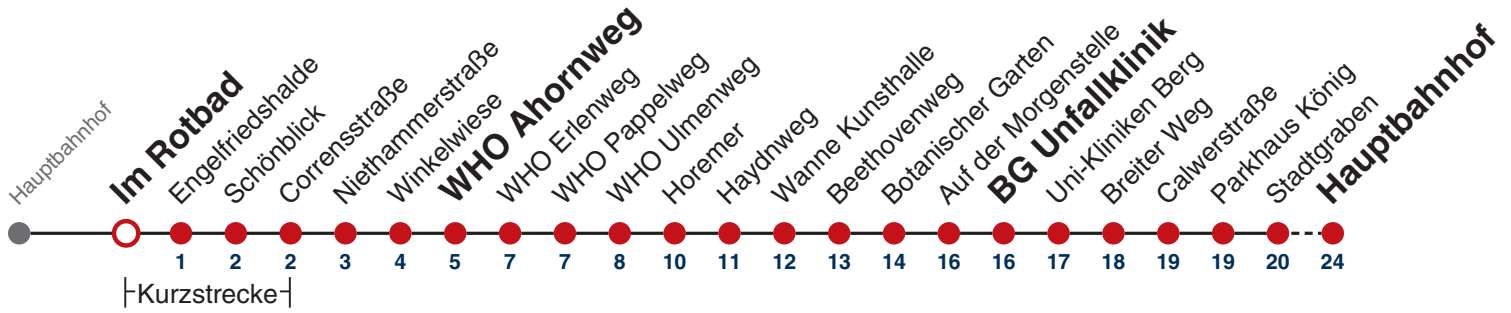 Hauptbahnhof
Im Rotbad
Engelfriedshalde
Schönblick
Corrensstraße
Niethammerstraße
Winkelwiese
WHO Ahornweg
WHO Erlenweg
WHO Pappelweg
WHO Ulmenweg
Horemer
Haydnweg
Wanne Kunsthalle
Beethovenweg
Botanischer Garten
Auf der Morgenstelle
BG Unfallklinik
Uni-Kliniken Berg
Breiter Weg
Calwerstraße
Parkhaus König
Stadtgraben
Hauptbahnhof
1 2 2 3 4 5 7 7 8 10 11 12 13 14 16 16 17 18 19 19 20 24
Kurzstrecke